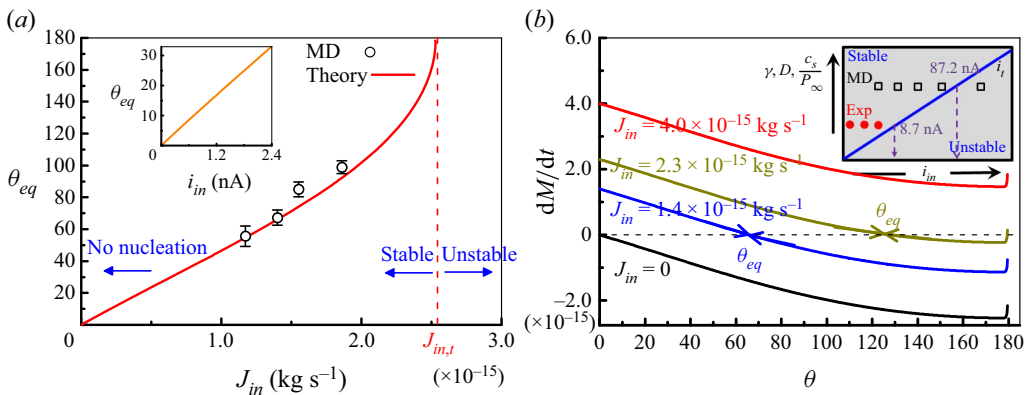 (a)
180
160
140
120
100
80
60
40
20
0
θeq
30
20
10
0
θeq
0
1.2
2.4
iin (nA)
MD
Theory
No nucleation
Stable
Unstable
0
1.0
2.0
Jin,t
3.0
Jin (kg s−1)
(×10−15)
(b)
6.0
4.0
2.0
0
−2.0
(×10−15)
dM/dt
γ, D, cs/P∞
Stable
87.2 nA
it
MD
Exp
8.7 nA
Unstable
iin
Jin = 4.0 × 10−15 kg s−1
Jin = 2.3 × 10−15 kg s−1
Jin = 1.4 × 10−15 kg s−1
θeq
θeq
Jin = 0
0
20
40
60
80
100
120
140
160
180
θ